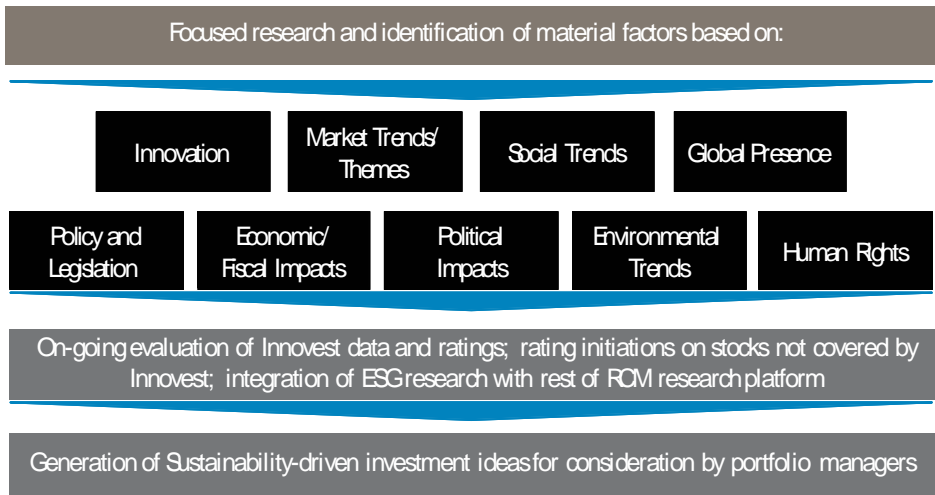 Focused research and identification of material factors based on:
Innovation
Market Trends/
Themes
Social Trends
Global Presence
Policy and
Legislation
Economic/
Fiscal Impacts
Political
Impacts
Environmental
Trends
Human Rights
On-going evaluation of Innovest data and ratings; rating initiations on stocks not covered by
Innovest; integration of ESG research with rest of RCM research platform
Generation of Sustainability-driven investment ideas for consideration by portfolio managers